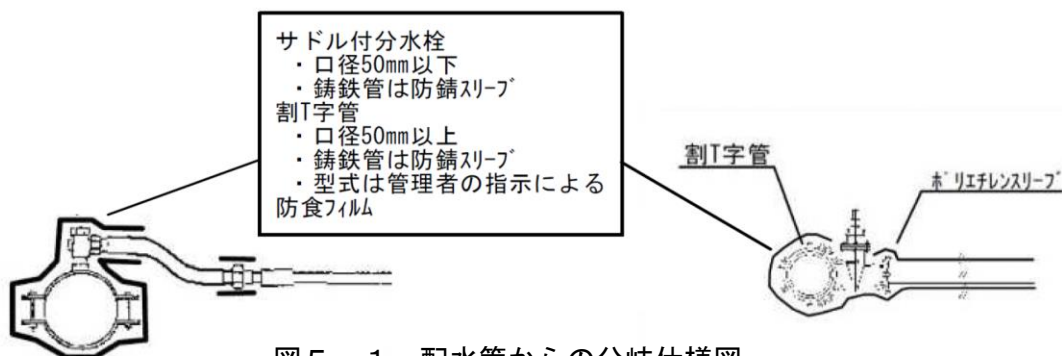 サドル付分水栓
・口径50mm以下
・鋳鉄管は防錆ｽﾘｰﾌﾞ
割T字管
・口径50mm以上
・鋳鉄管は防錆ｽﾘｰﾌﾞ
・型式は管理者の指示による
防食ﾌｨﾙﾑ
割T字管
ﾎﾟﾘｴﾁﾚﾝｽﾘｰﾌﾞ
図５－１　配水管からの分岐仕様図